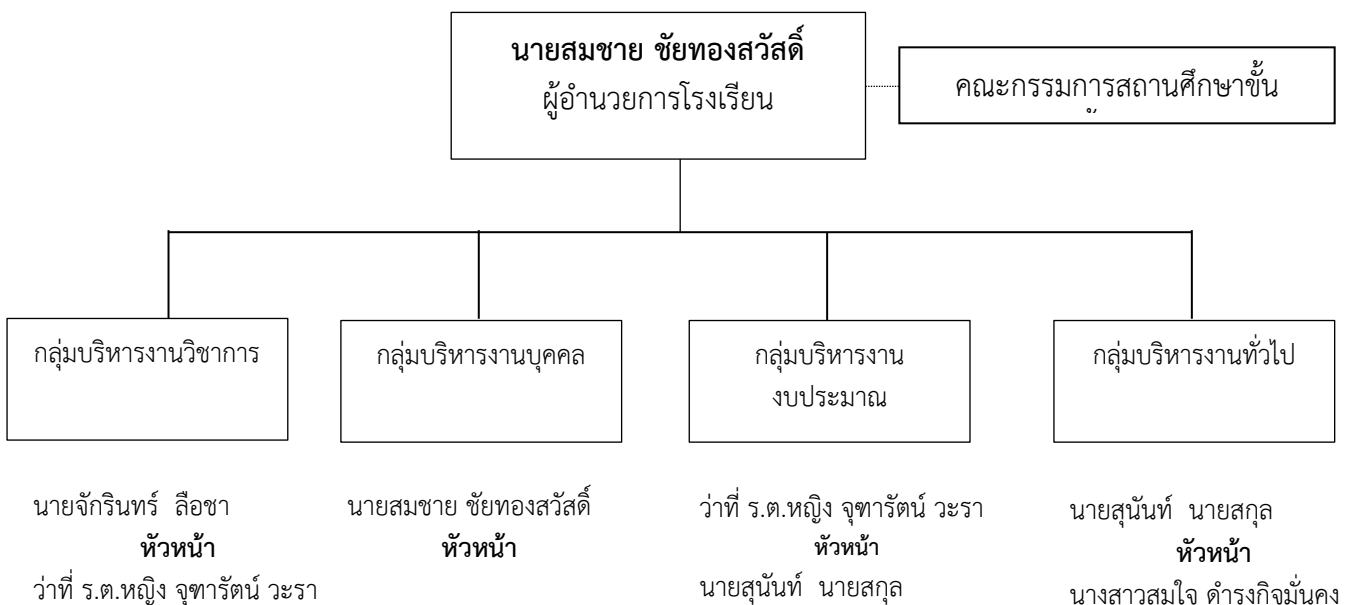 นายสมชาย ชัยทองสวัสดิ์
ผู้อำนวยการโรงเรียน
คณะกรรมการสถานศึกษาขั้น
กลุ่มบริหารงานวิชาการ
กลุ่มบริหารงานบุคคล
กลุ่มบริหารงาน
งบประมาณ
กลุ่มบริหารงานทั่วไป
นายจักรินทร์ ลือชา
หัวหน้า
ว่าที่ ร.ต.หญิง จุฑารัตน์ วะรา
นายสมชาย ชัยทองสวัสดิ์
หัวหน้า
ว่าที่ ร.ต.หญิง จุฑารัตน์ วะรา
หัวหน้า
นายสุนันท์ นายสกุล
นายสุนันท์ นายสกุล
หัวหน้า
นางสาวสมใจ ดำรงกิจมั่นคง